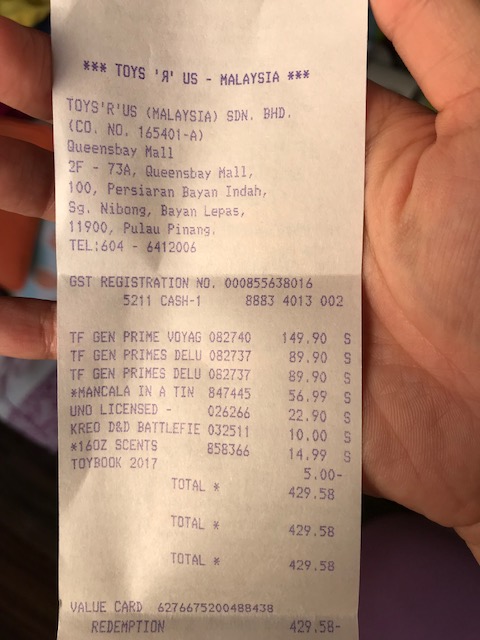 *** TOYS 'Я' US - MALAYSIA ***
TOYS'R'US (MALAYSIA) SDN. BHD.
(CO. NO. 165401-A)
Queensbay Mall
2F - 73A, Queensbay Mall,
100, Persiaran Bayan Indah,
Sg. Nibong, Bayan Lepas,
11900, Pulau Pinang.
TEL:604 - 6412006
GST REGISTRATION NO. 000855638016
5211 CASH-1 8883 4013 002
TF GEN PRIME VOYAG 082740 149.90 S
TF GEN PRIMES DELU 082737 89.90 S
TF GEN PRIMES DELU 082737 89.90 S
*MANCALA IN A TIN 847445 56.99 S
UNO LICENSED - 026266 22.90 S
KREO D&D BATTLEFIE 032511 10.00 S
*16OZ SCENTS 858366 14.99 S
TOYBOOK 2017 5.00-
TOTAL * 429.58
TOTAL * 429.58
TOTAL * 429.58
VALUE CARD 6276675200488438
REDEMPTION 429.58-